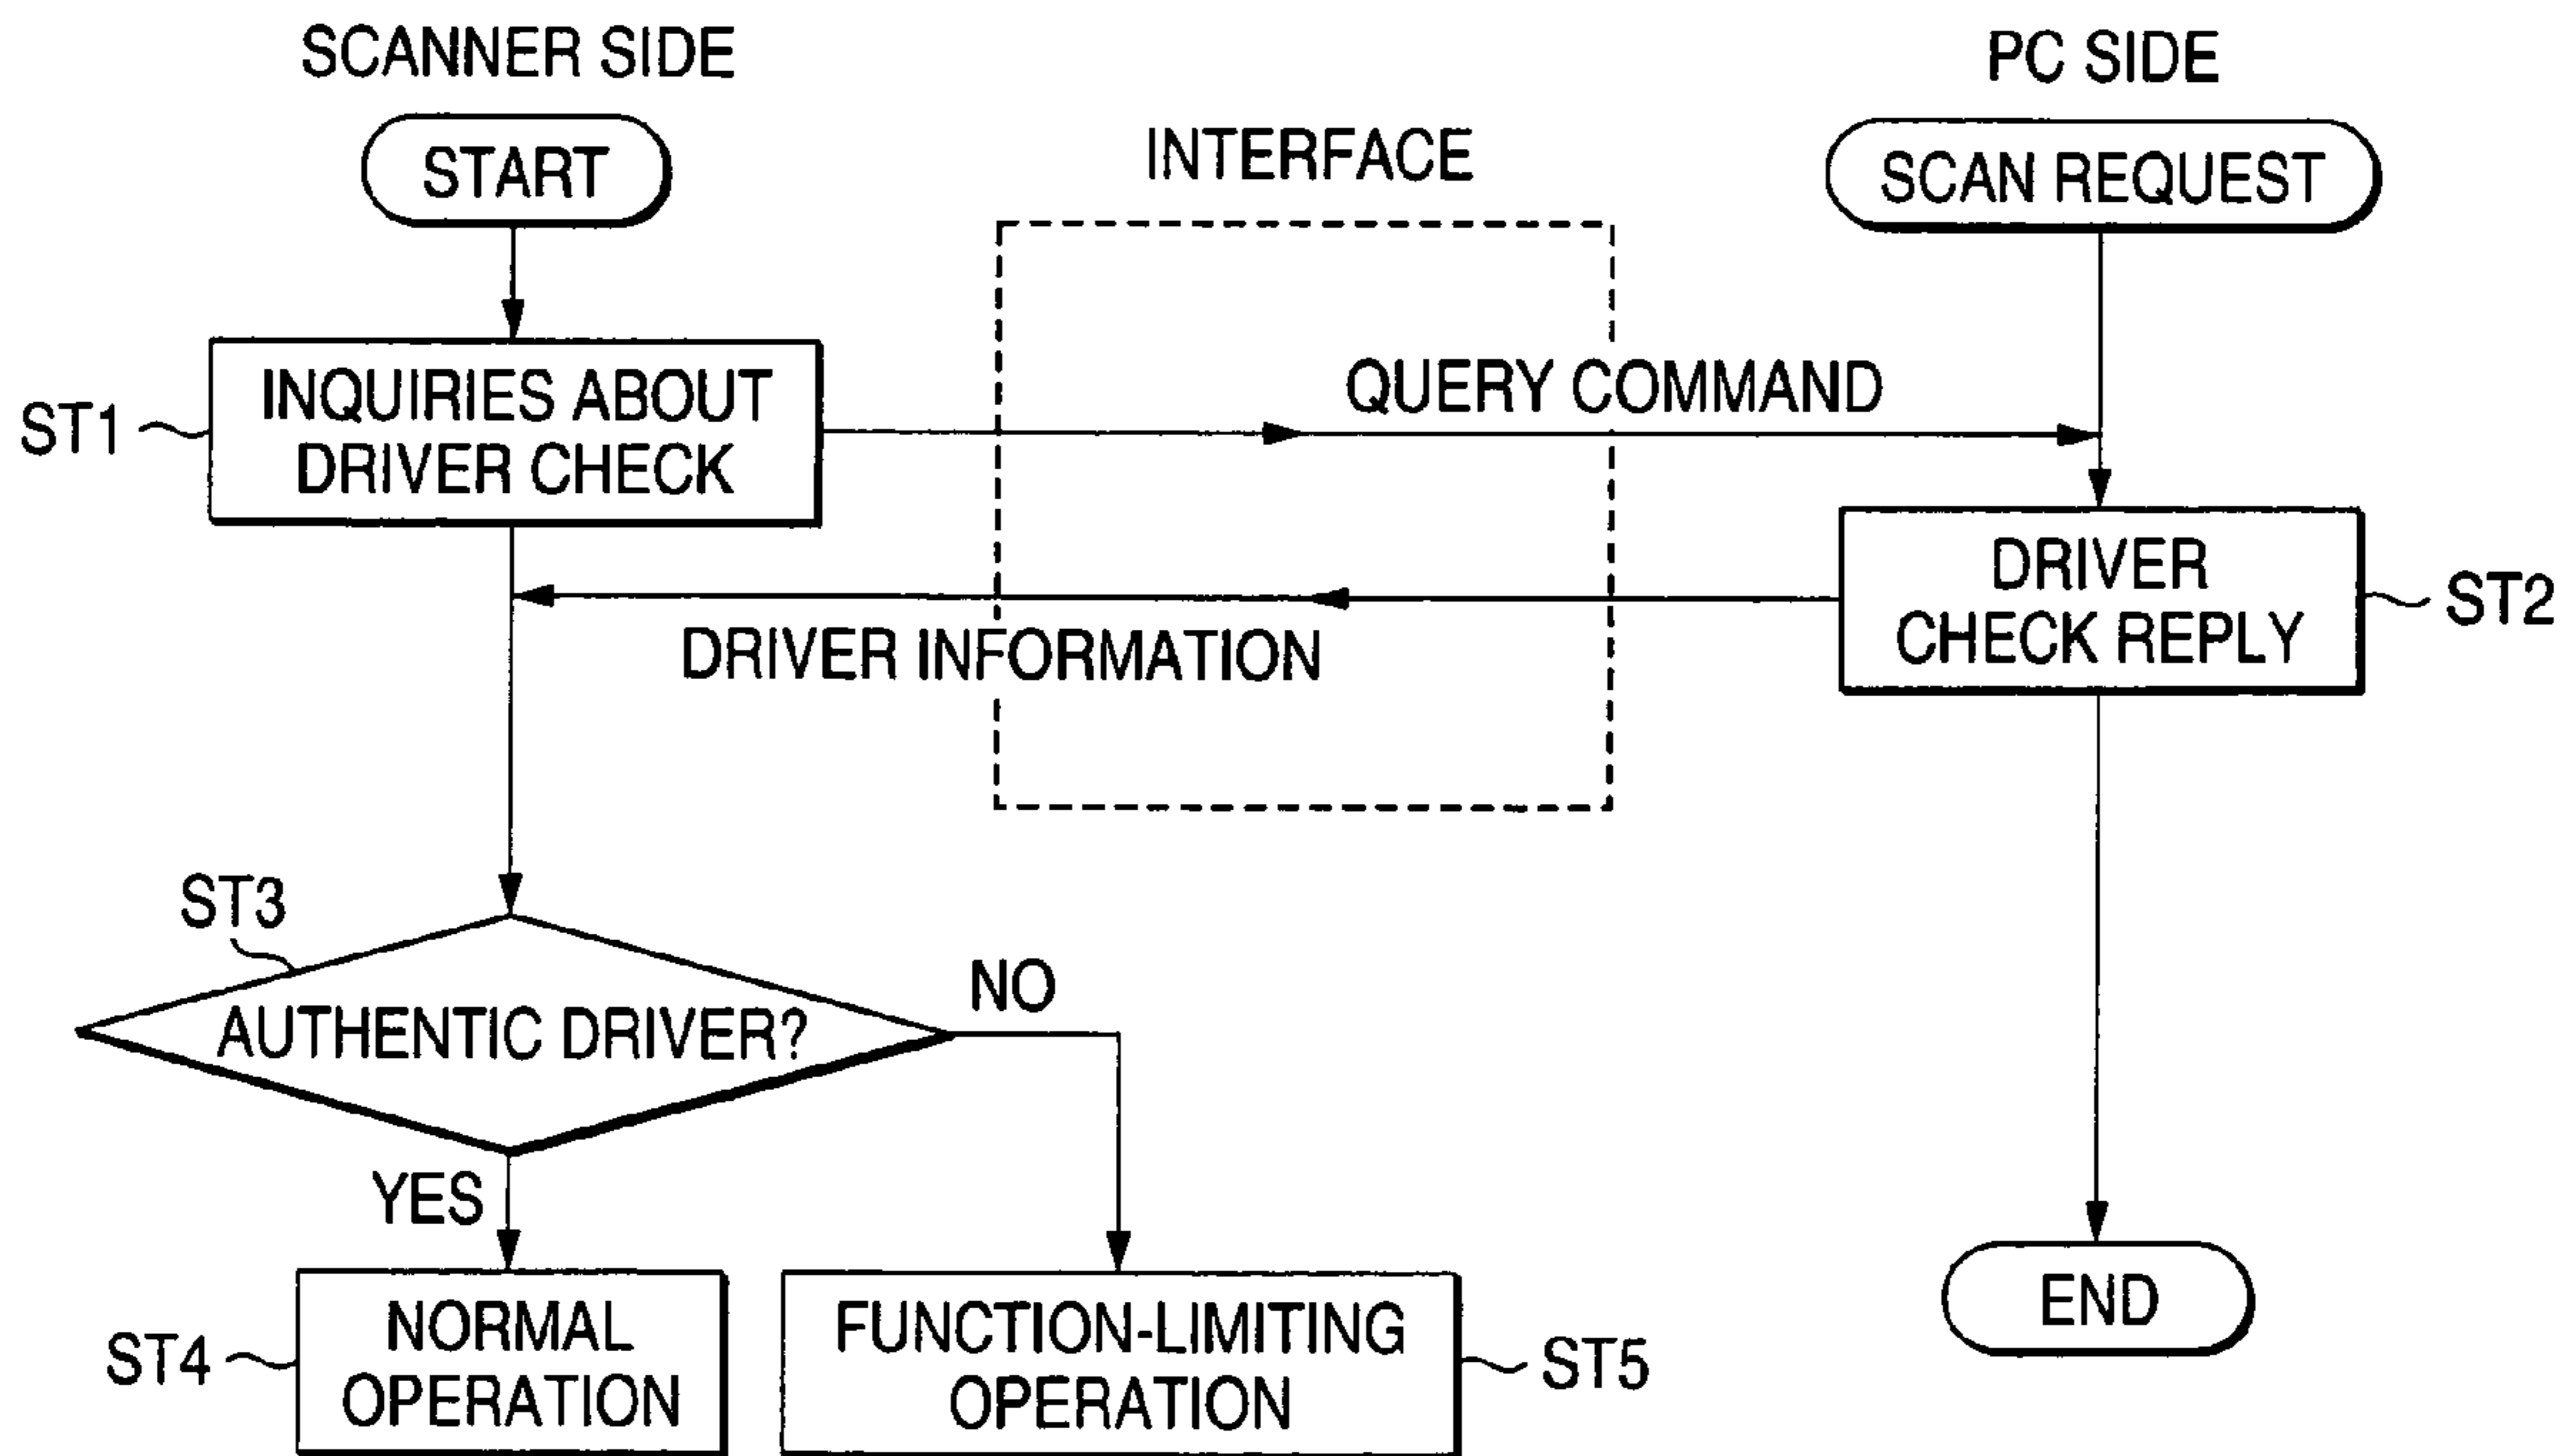 SCANNER SIDE
PC SIDE
START
INTERFACE
SCAN REQUEST
ST1
INQUIRIES ABOUT
DRIVER CHECK
QUERY COMMAND
DRIVER
CHECK REPLY
ST2
DRIVER INFORMATION
ST3
AUTHENTIC DRIVER?
NO
YES
ST4
NORMAL
OPERATION
FUNCTION-LIMITING
OPERATION
ST5
END